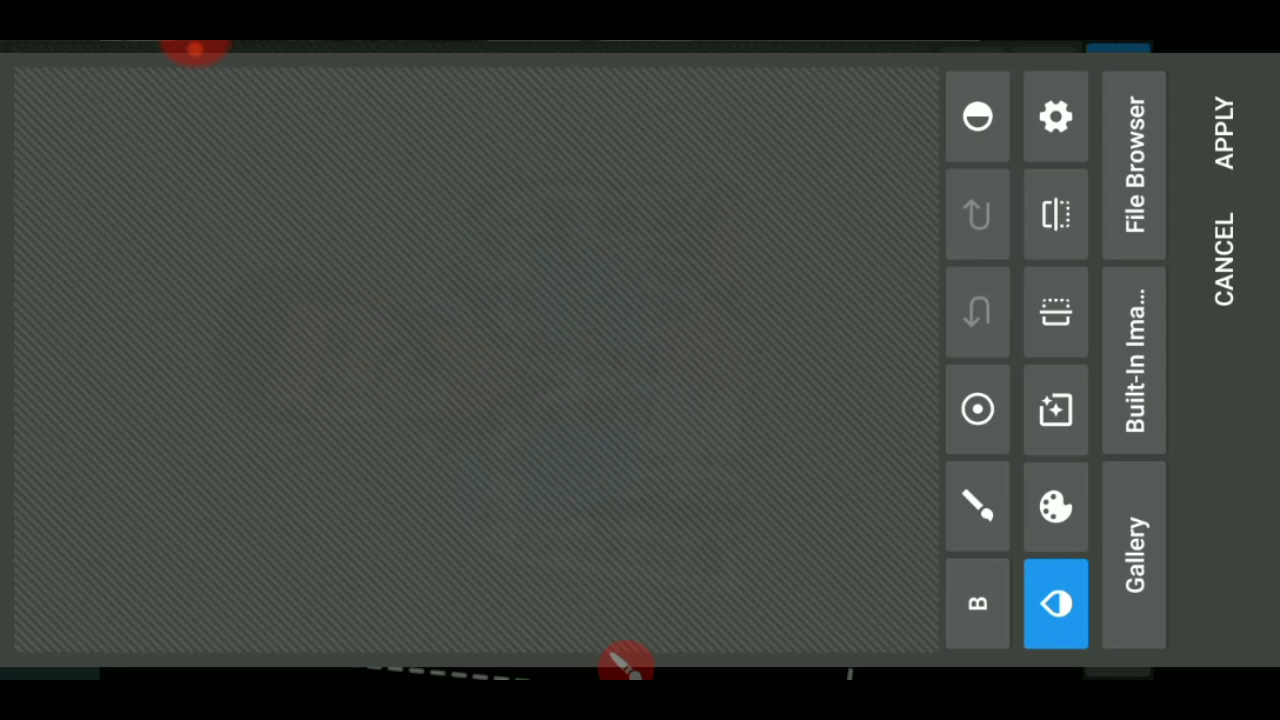 B
Gallery
Built-In Ima...
File Browser
CANCEL
APPLY